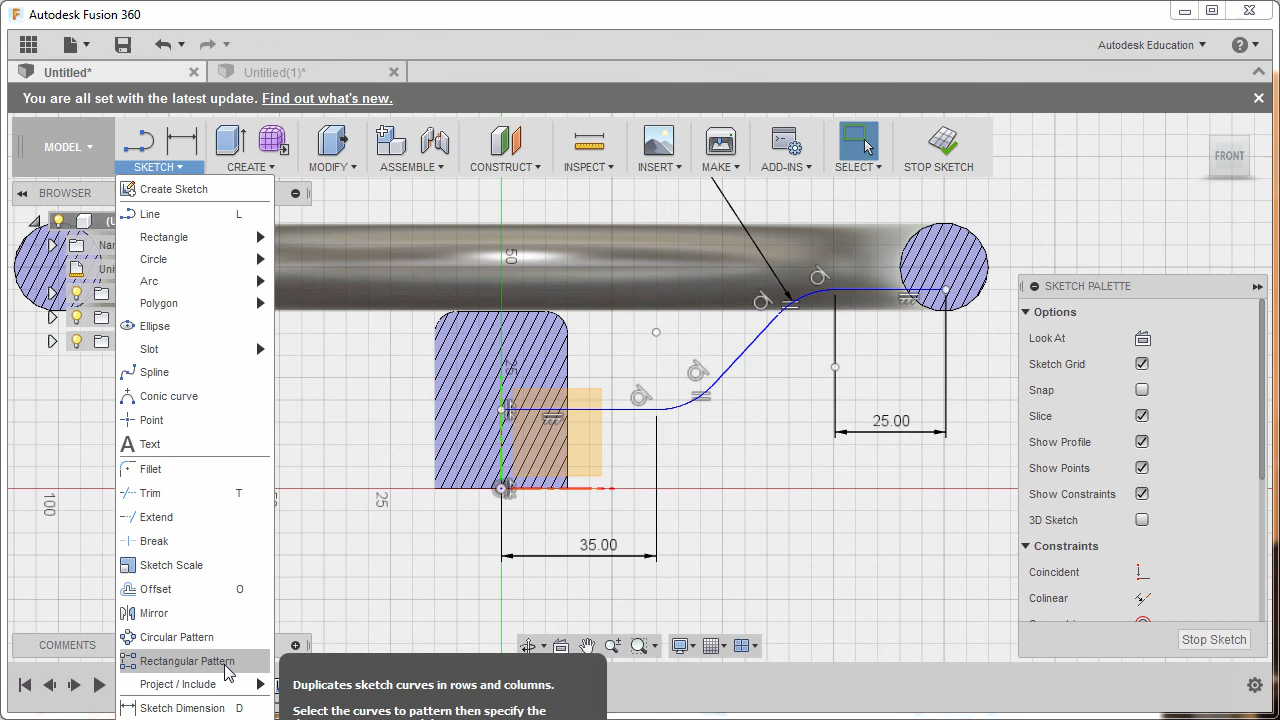 Autodesk Fusion 360
Autodesk Education
Untitled*
Untitled(1)*
You are all set with the latest update. Find out what's new.
MODEL
SKETCH
CREATE
MODIFY
ASSEMBLE
CONSTRUCT
INSPECT
INSERT
MAKE
ADD-INS
SELECT
STOP SKETCH
FRONT
BROWSER
Create Sketch
Line L
Rectangle
Circle
Arc
Polygon
Ellipse
Slot
Spline
Conic curve
Point
Text
Fillet
Trim T
Extend
Break
Sketch Scale
Offset O
Mirror
Circular Pattern
Rectangular Pattern
Project / Include
Sketch Dimension D
(U
Nar
Unit
50
25
25
100
25.00
35.00
SKETCH PALETTE
Options
Look At
Sketch Grid
Snap
Slice
Show Profile
Show Points
Show Constraints
3D Sketch
Constraints
Coincident
Colinear
Stop Sketch
COMMENTS
Duplicates sketch curves in rows and columns.
Select the curves to pattern then specify the